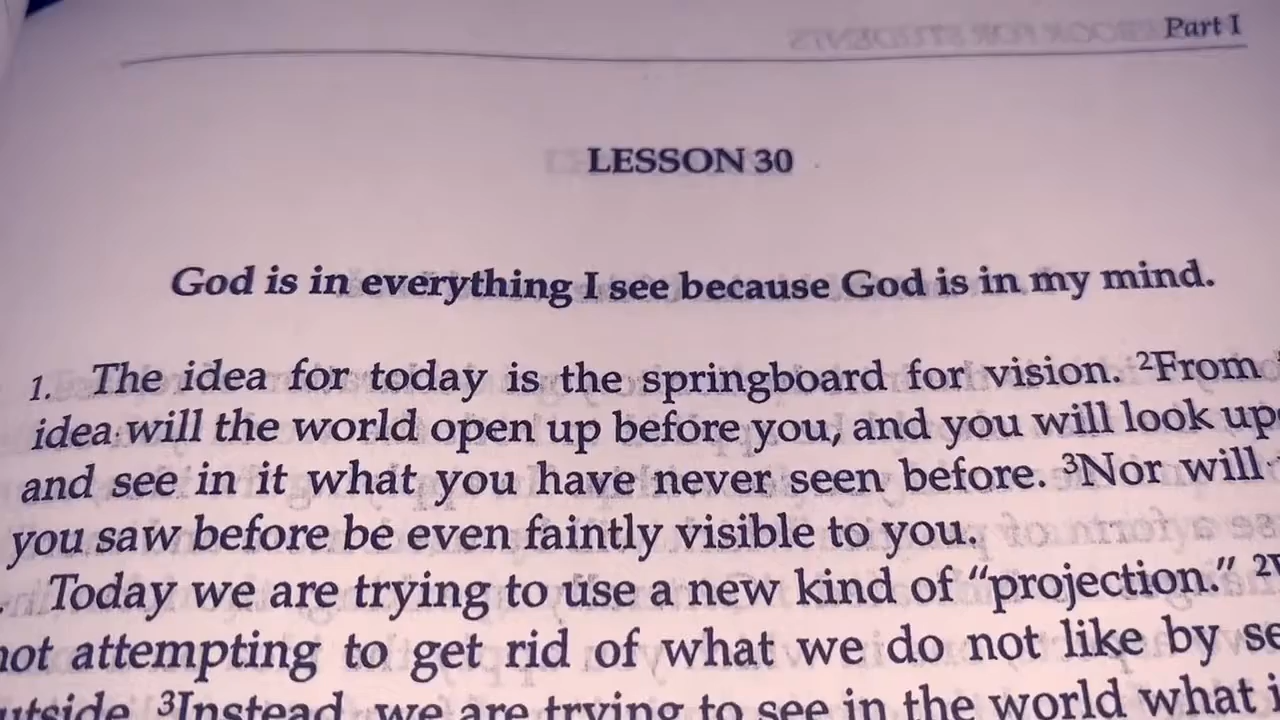 Part I
LESSON 30
God is in everything I see because God is in my mind.
1. The idea for today is the springboard for vision. ²From
idea will the world open up before you, and you will look up
and see in it what you have never seen before. ³Nor will
you saw before be even faintly visible to you.
Today we are trying to use a new kind of “projection.” ²
not attempting to get rid of what we do not like by
outside. ³Instead, we are trying to see in the world what